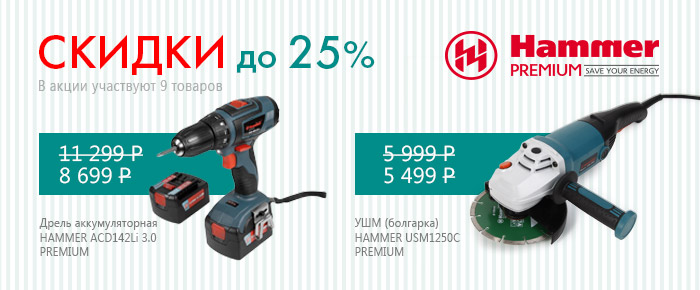 СКИДКИ до 25%
В акции участвуют 9 товаров
Hammer
PREMIUM SAVE YOUR ENERGY
11 299 ₽
8 699 ₽
Дрель аккумуляторная
HAMMER ACD142Li 3.0
PREMIUM
5 999 ₽
5 499 ₽
УШМ (болгарка)
HAMMER USM1250C
PREMIUM